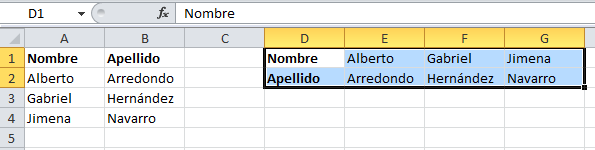 D1 fx Nombre
A B C D E F G
1 Nombre Apellido Nombre Alberto Gabriel Jimena
2 Alberto Arredondo Apellido Arredondo Hernández Navarro
3 Gabriel Hernández
4 Jimena Navarro
5